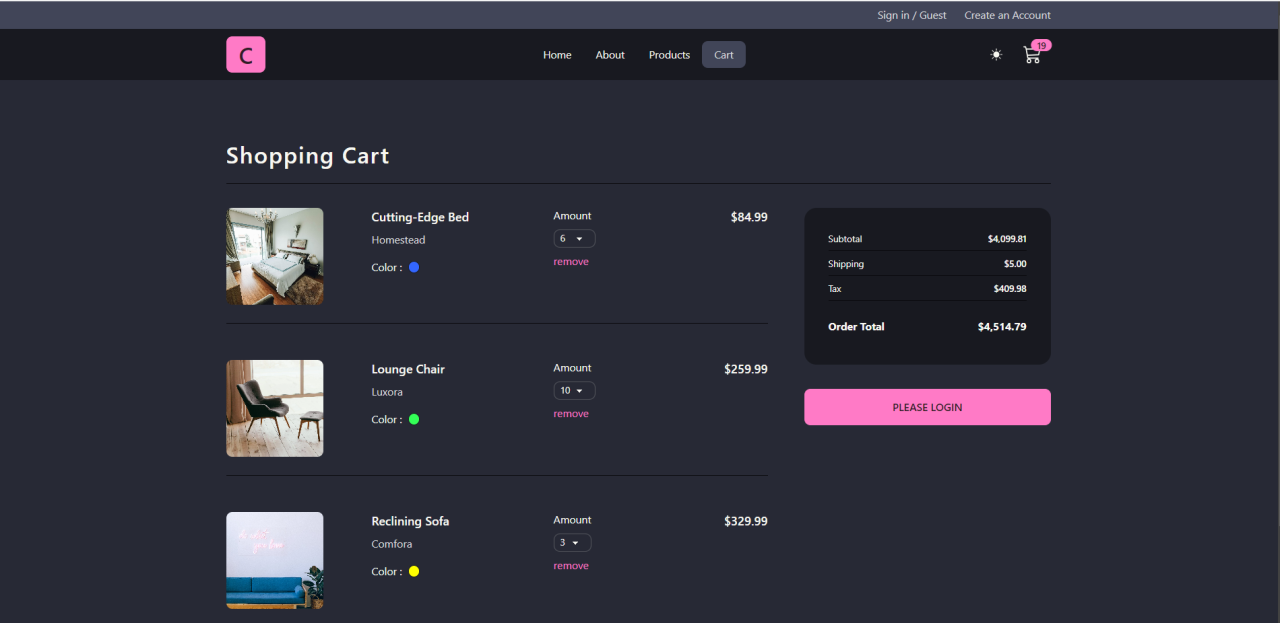 Sign in / Guest Create an Account
C Home About Products Cart 19
Shopping Cart
Cutting-Edge Bed
Homestead
Color :
Amount
6
remove
$84.99
Lounge Chair
Luxora
Color :
Amount
10
remove
$259.99
Reclining Sofa
Comfora
Color :
Amount
3
remove
$329.99
Subtotal $4,099.81
Shipping $5.00
Tax $409.98
Order Total $4,514.79
PLEASE LOGIN